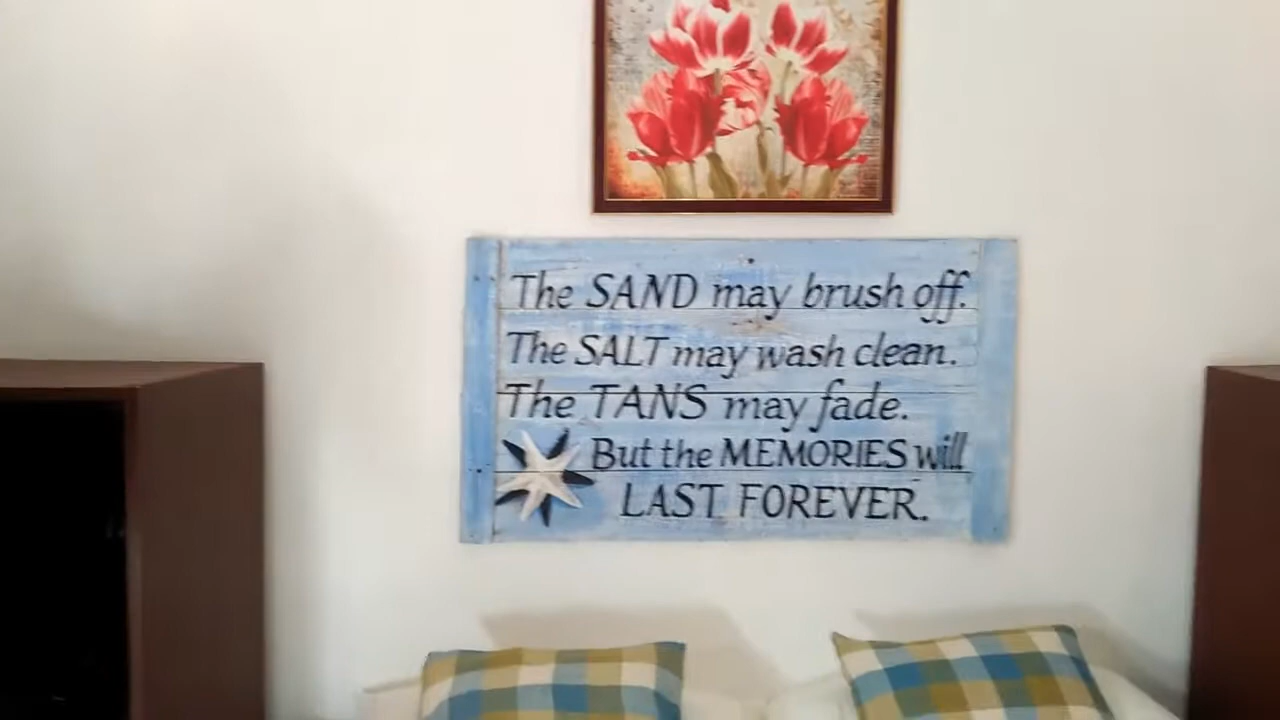 The SAND may brush off.
The SALT may wash clean.
The TANS may fade.
But the MEMORIES will
LAST FOREVER.